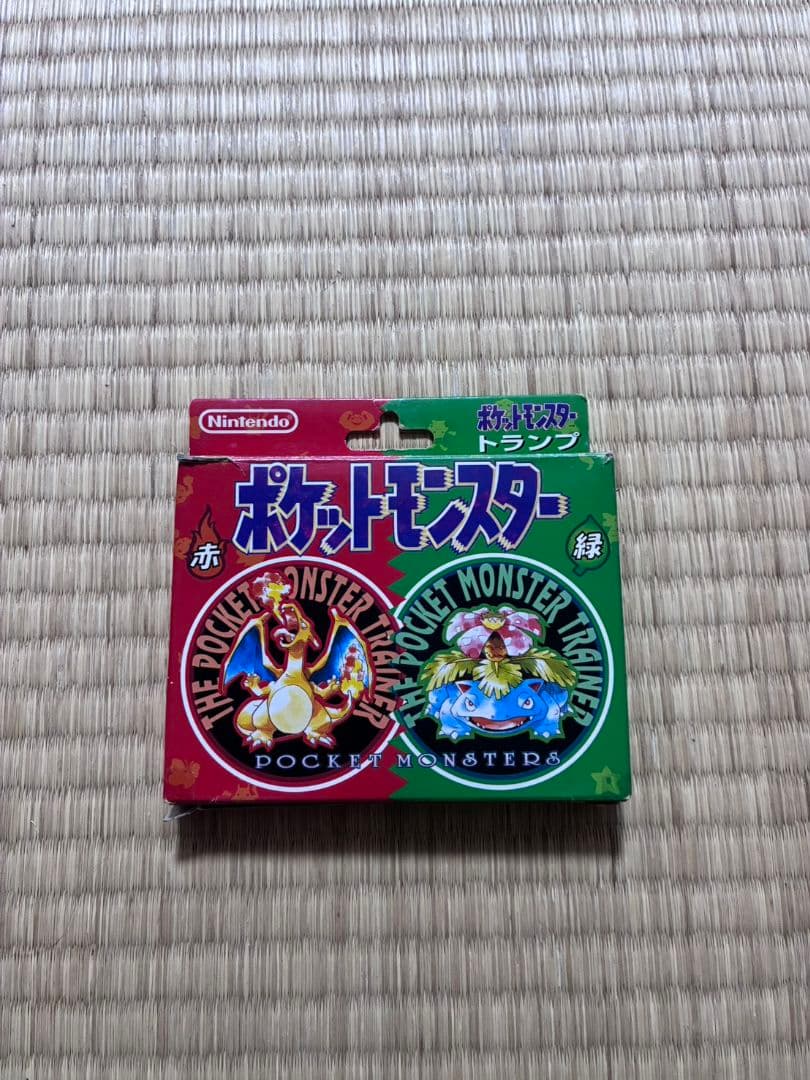 Nintendo
ポケットモンスター
トランプ
ポケットモンスター
赤
緑
THE POCKET MONSTER TRAINER
THE POCKET MONSTER TRAINER
POCKET MONSTERS